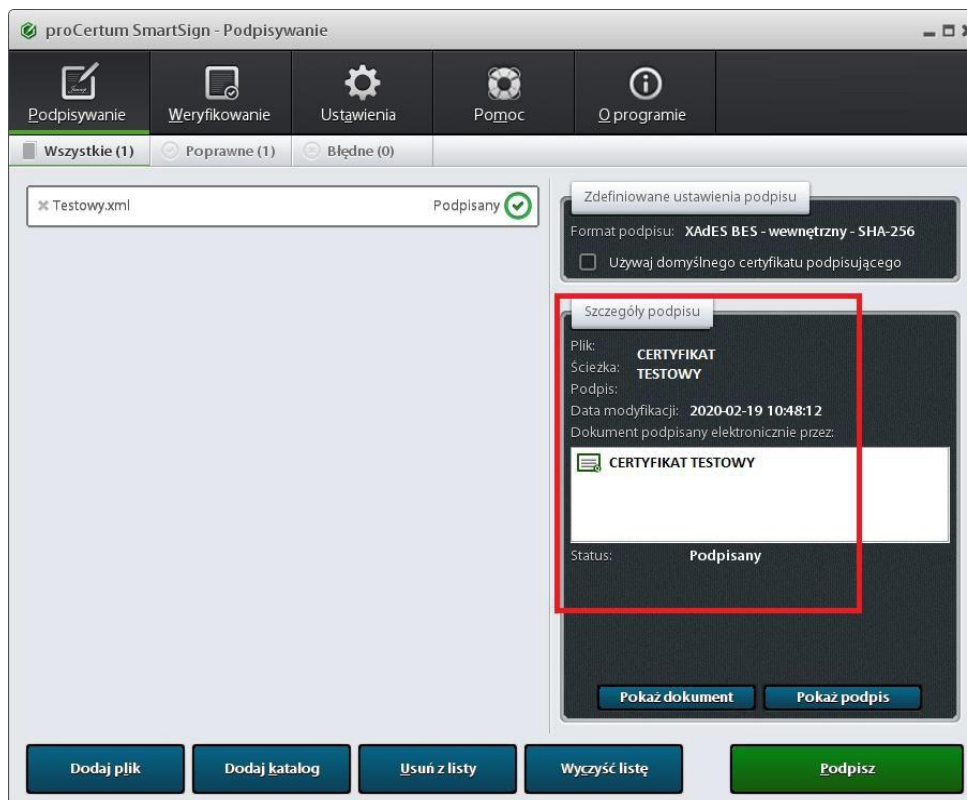 proCertum SmartSign - Podpisywanie
Podpisywanie
Weryfikowanie
Ustawienia
Pomoc
O programie
Wszystkie (1)
Poprawne (1)
Błędne (0)
Testowy.xml
Podpisany
Zdefiniowane ustawienia podpisu
Format podpisu: XAdES BES - wewnętrzny - SHA-256
Używaj domyślnego certyfikatu podpisującego
Szczegóły podpisu
Plik:
CERTYFIKAT
Ścieżka:
TESTOWY
Podpis:
Data modyfikacji: 2020-02-19 10:48:12
Dokument podpisany elektronicznie przez:
CERTYFIKAT TESTOWY
Status: Podpisany
Pokaż dokument
Pokaż podpis
Dodaj plik
Dodaj katalog
Usuń z listy
Wyczyść listę
Podpisz